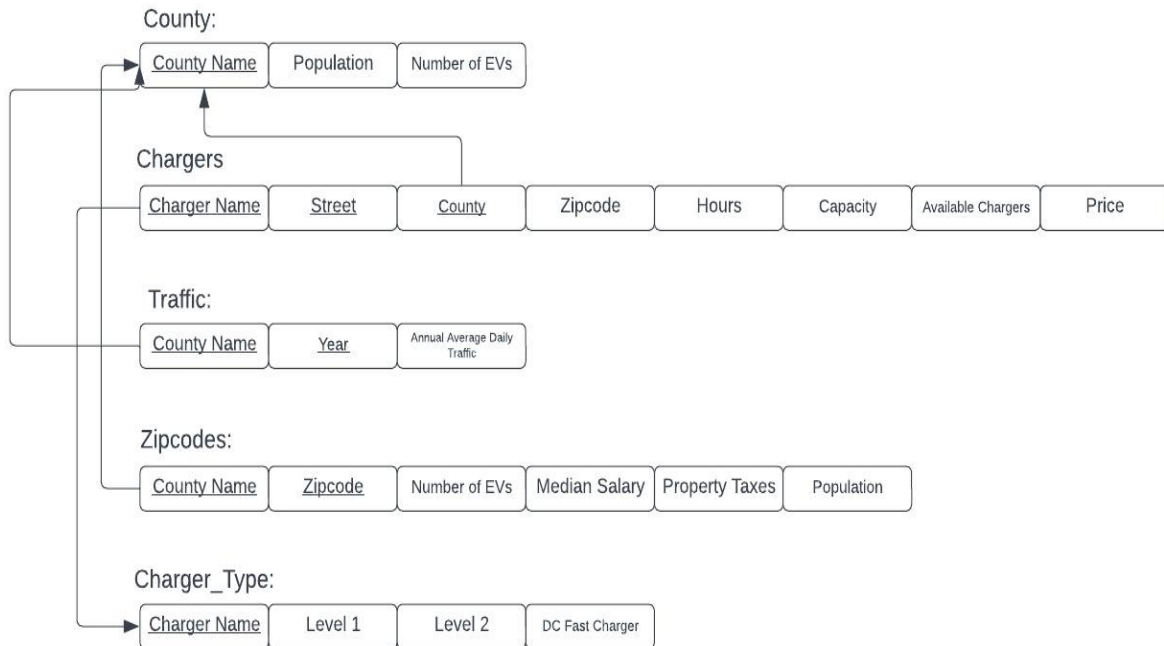 County:
County Name Population Number of EVs
Chargers
Charger Name Street County Zipcode Hours Capacity Available Chargers Price
Traffic:
County Name Year Annual Average Daily
Traffic
Zipcodes:
County Name Zipcode Number of EVs Median Salary Property Taxes Population
Charger_Type:
Charger Name Level 1 Level 2 DC Fast Charger